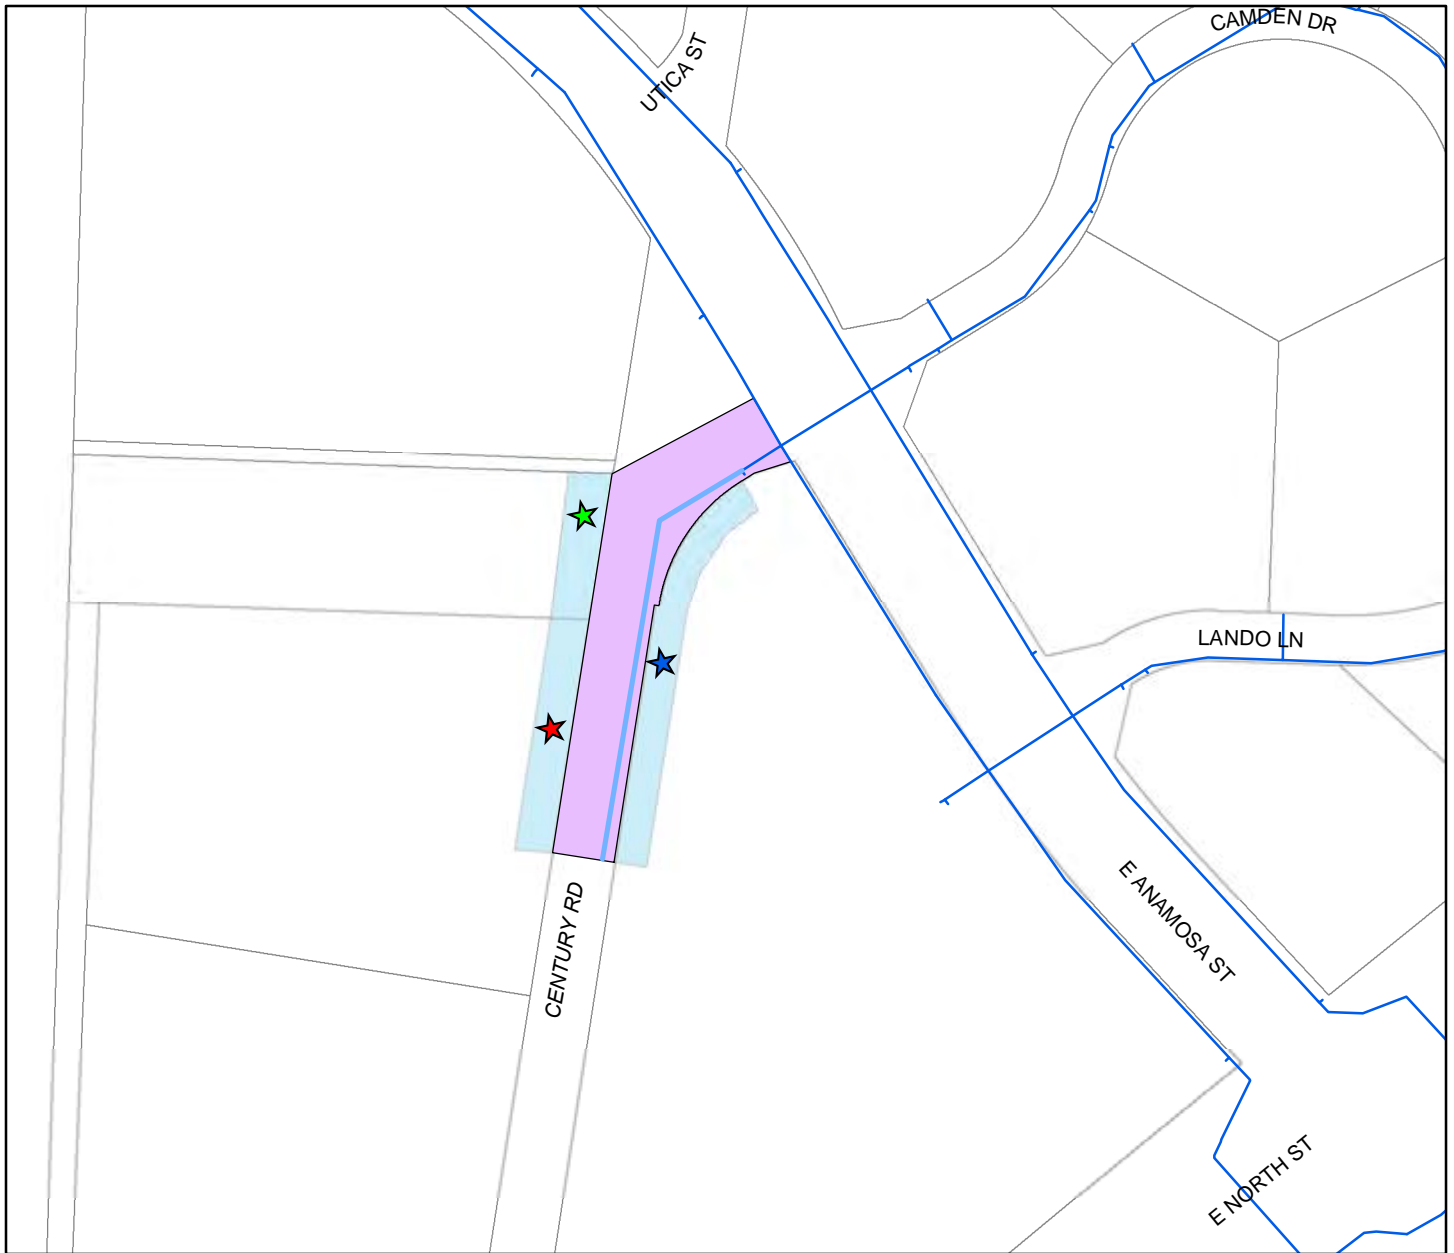 CAMDEN DR
UTICA ST
LANDO LN
E ANAMOSA ST
CENTURY RD
E NORTH ST